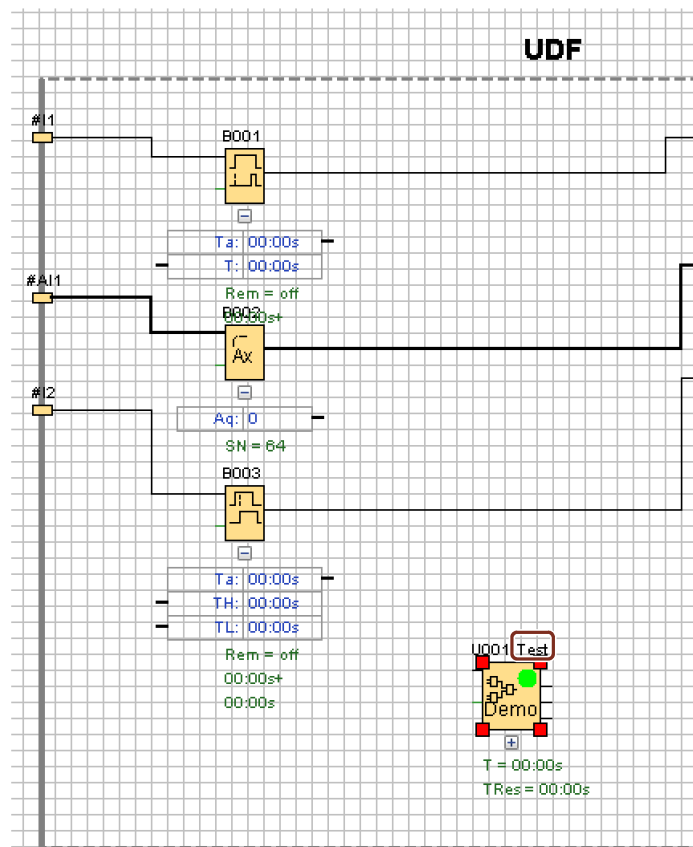 UDF
#I1
B001
Ta: 00:00s
T: 00:00s
Rem = off
00:00s+
#AI1
B002
Ax
Aq: 0
SN = 64
#I2
B003
Ta: 00:00s
TH: 00:00s
TL: 00:00s
Rem = off
00:00s+
00:00s
U001 Test
Demo
T = 00:00s
TRes = 00:00s